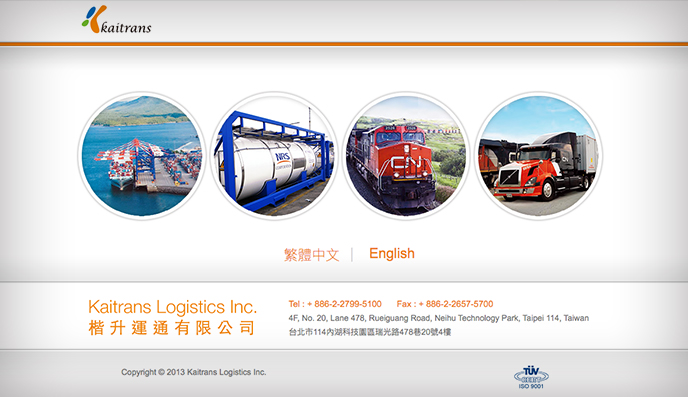 kaitrans
NRS
CN
繁體中文 | English
Kaitrans Logistics Inc.
楷升運通有限公司
Tel : + 886-2-2799-5100 Fax : + 886-2-2657-5700
4F, No. 20, Lane 478, Rueiguang Road, Neihu Technology Park, Taipei 114, Taiwan
台北市114內湖科技園區瑞光路478巷20號4樓
Copyright © 2013 Kaitrans Logistics Inc.
TÜV
CERT
ISO 9001